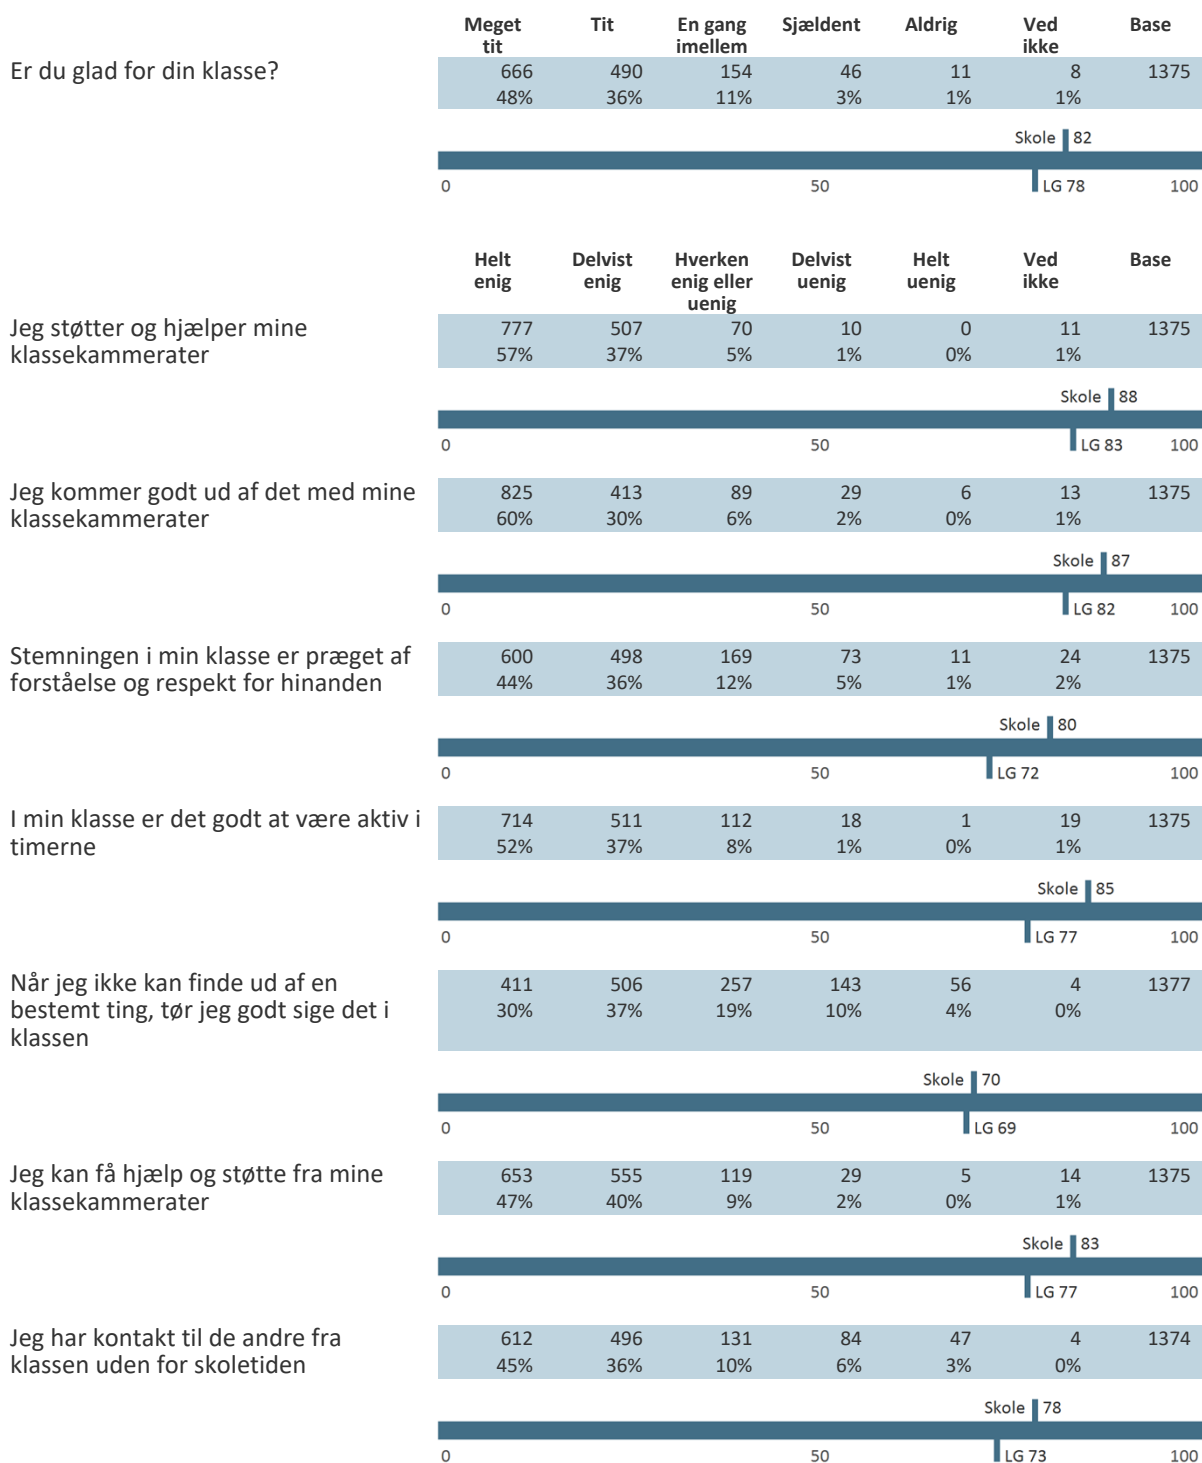 Meget tit Tit En gang imellem Sjældent Aldrig Ved ikke Base
Er du glad for din klasse? 666 490 154 46 11 8 1375
48% 36% 11% 3% 1% 1%
Skole 82
0 50 LG 78 100
Helt enig Delvist enig Hverken enig eller uenig Delvist uenig Helt uenig Ved ikke Base
Jeg støtter og hjælper mine 777 507 70 10 0 11 1375
klassekammerater 57% 37% 5% 1% 0% 1%
Skole 88
0 50 LG 83 100
Jeg kommer godt ud af det med mine 825 413 89 29 6 13 1375
klassekammerater 60% 30% 6% 2% 0% 1%
Skole 87
0 50 LG 82 100
Stemningen i min klasse er præget af 600 498 169 73 11 24 1375
forståelse og respekt for hinanden 44% 36% 12% 5% 1% 2%
Skole 80
0 50 LG 72 100
I min klasse er det godt at være aktiv i 714 511 112 18 1 19 1375
timerne 52% 37% 8% 1% 0% 1%
Skole 85
0 50 LG 77 100
Når jeg ikke kan finde ud af en 411 506 257 143 56 4 1377
bestemt ting, tør jeg godt sige det i 30% 37% 19% 10% 4% 0%
klassen
Skole 70
0 50 LG 69 100
Jeg kan få hjælp og støtte fra mine 653 555 119 29 5 14 1375
klassekammerater 47% 40% 9% 2% 0% 1%
Skole 83
0 50 LG 77 100
Jeg har kontakt til de andre fra 612 496 131 84 47 4 1374
klassen uden for skoletiden 45% 36% 10% 6% 3% 0%
Skole 78
0 50 LG 73 100